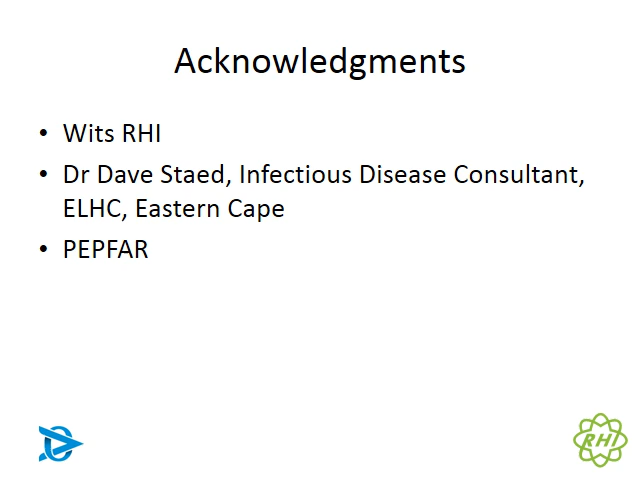 Acknowledgments
• Wits RHI
• Dr Dave Staed, Infectious Disease Consultant,
ELHC, Eastern Cape
• PEPFAR
RHI